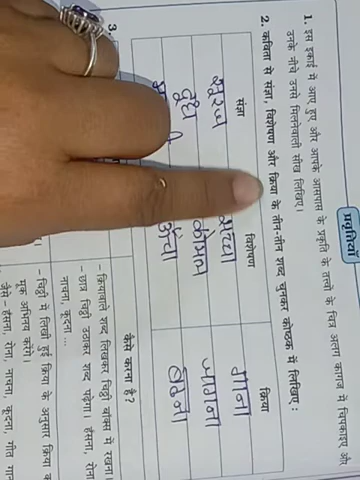 प्रवृत्तियाँ
1. इस इकाई में आए हुए और आपके आसपास के प्रकृति के तत्वों के चित्र अलग कागज में चिपकाइए और
उनके नीचे उनसे मिलनेवाली सीख लिखिए।
2. कविता से संज्ञा, विशेषण और क्रिया के तीन-तीन शब्द चुनकर कोष्ठक में लिखिए :
संज्ञा विशेषण क्रिया
सूरज गाना
दूध कोमल जागना
ऊँचा
3.
कैसे करना है?
– क्रियावाले शब्द लिखकर चिठ्ठी बॉक्स में रखना।
– छात्र चिठ्ठी उठाकर शब्द पढ़ेगा। हँसना, रोना
नाचना, कूदना ...
– चिठ्ठी में लिखी हुई क्रिया के अनुसार क्रिया
मूक अभिनय करेंगे।
जैसे – हँसना, रोना, नाचना, कूदना, गीत